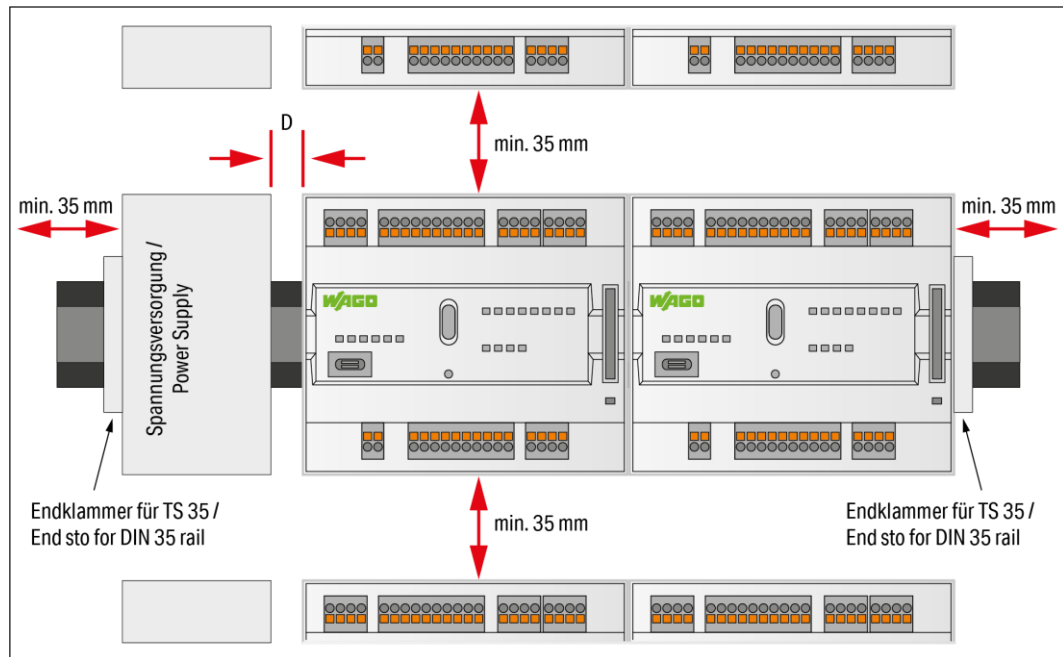 D
min. 35 mm
min. 35 mm
min. 35 mm
Spannungsversorgung/
Power Supply
WAGO
WAGO
Endklammer für TS 35 /
End sto for DIN 35 rail
min. 35 mm
Endklammer für TS 35 /
End sto for DIN 35 rail